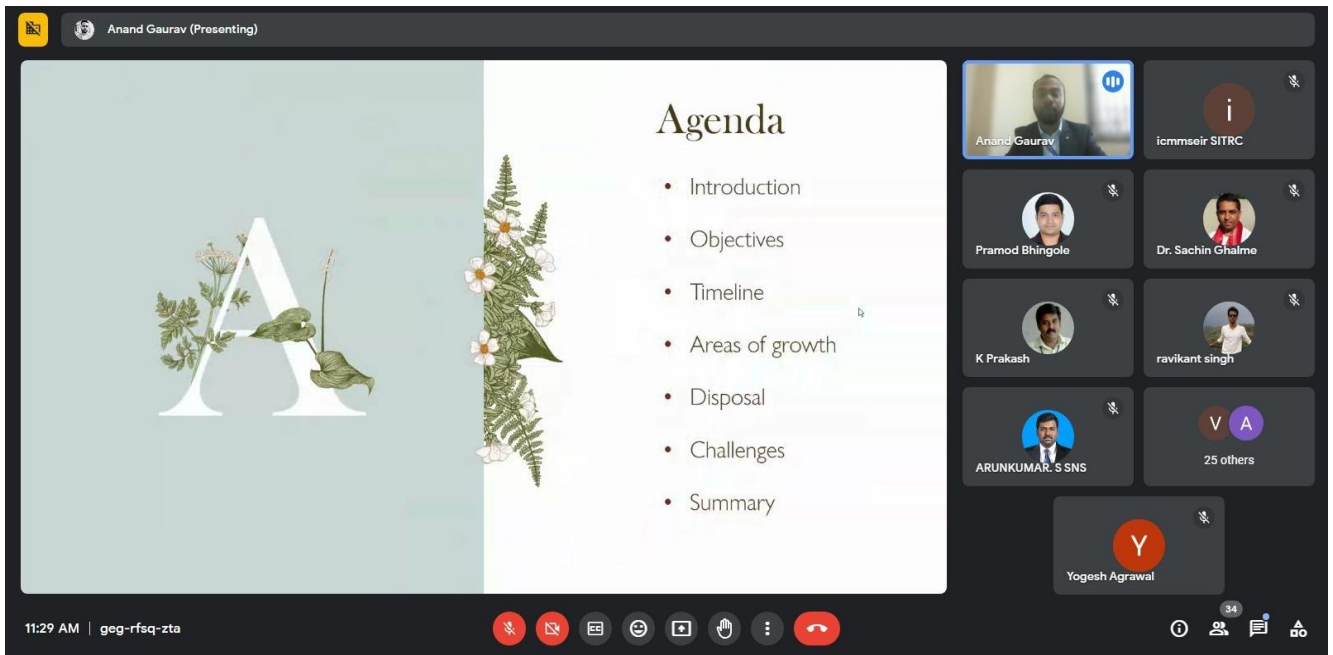 Anand Gaurav (Presenting)
A
Agenda
• Introduction
• Objectives
• Timeline
• Areas of growth
• Disposal
• Challenges
• Summary
Anand Gaurav
i
icmmseir SITRC
Pramod Bhingole
Dr. Sachin Ghalme
K Prakash
ravikant singh
ARUNKUMAR. S SNS
V A
25 others
Y
Yogesh Agrawal
11:29 AM | geg-rfsq-zta
CC
34